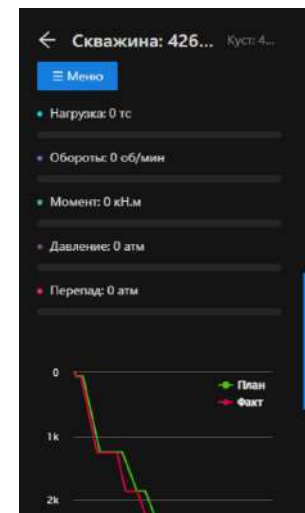 ← Скважина: 426... Куст: 4...
☰ Меню
Нагрузка: 0 тс
Обороты: 0 об/мин
Момент: 0 кН.м
Давление: 0 атм
Перепад: 0 атм
0
План
Факт
1k
2k